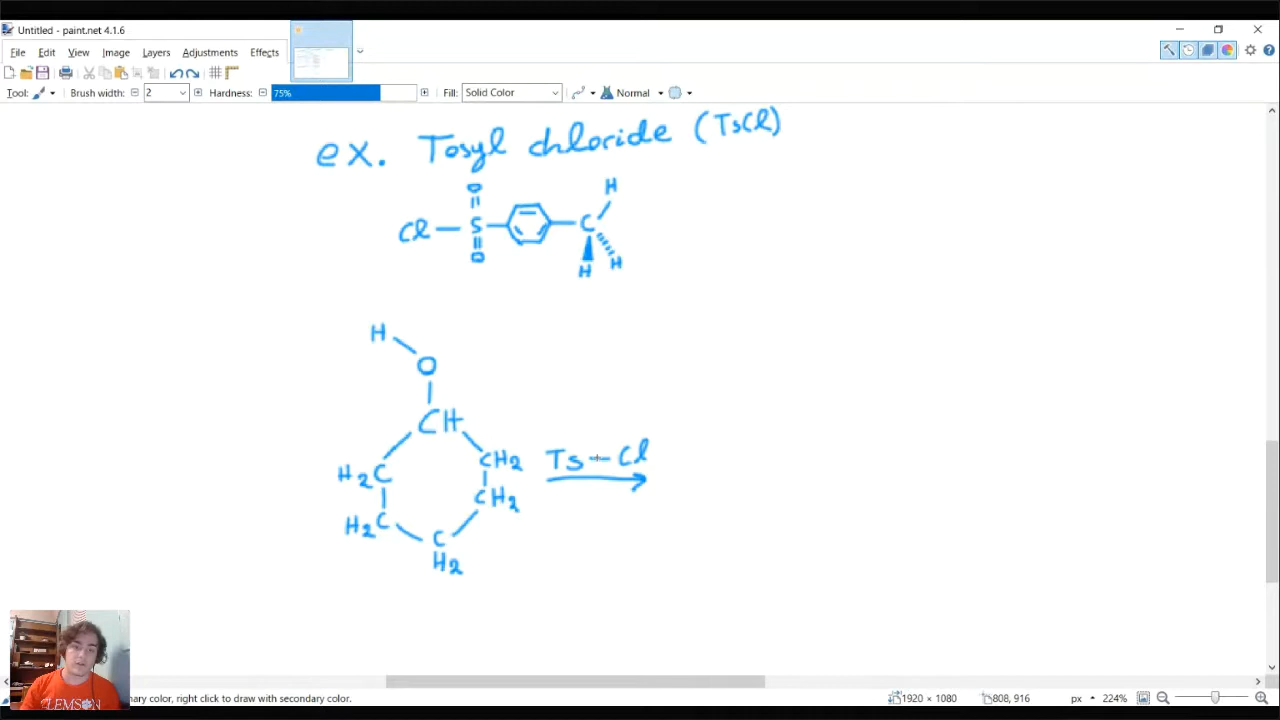 Untitled - paint.net 4.1.6
File Edit View Image Layers Adjustments Effects
Tool: Brush width: 2 Hardness: 75% Fill: Solid Color Normal
ex. Tosyl chloride (TsCl)
O
H
Cl S C
O
H H
H
O
CH
H2C CH2 Ts-Cl
CH2
H2C
C
H2
CLEMSON
nary color, right click to draw with secondary color.
1920 × 1080
808, 916
px
224%